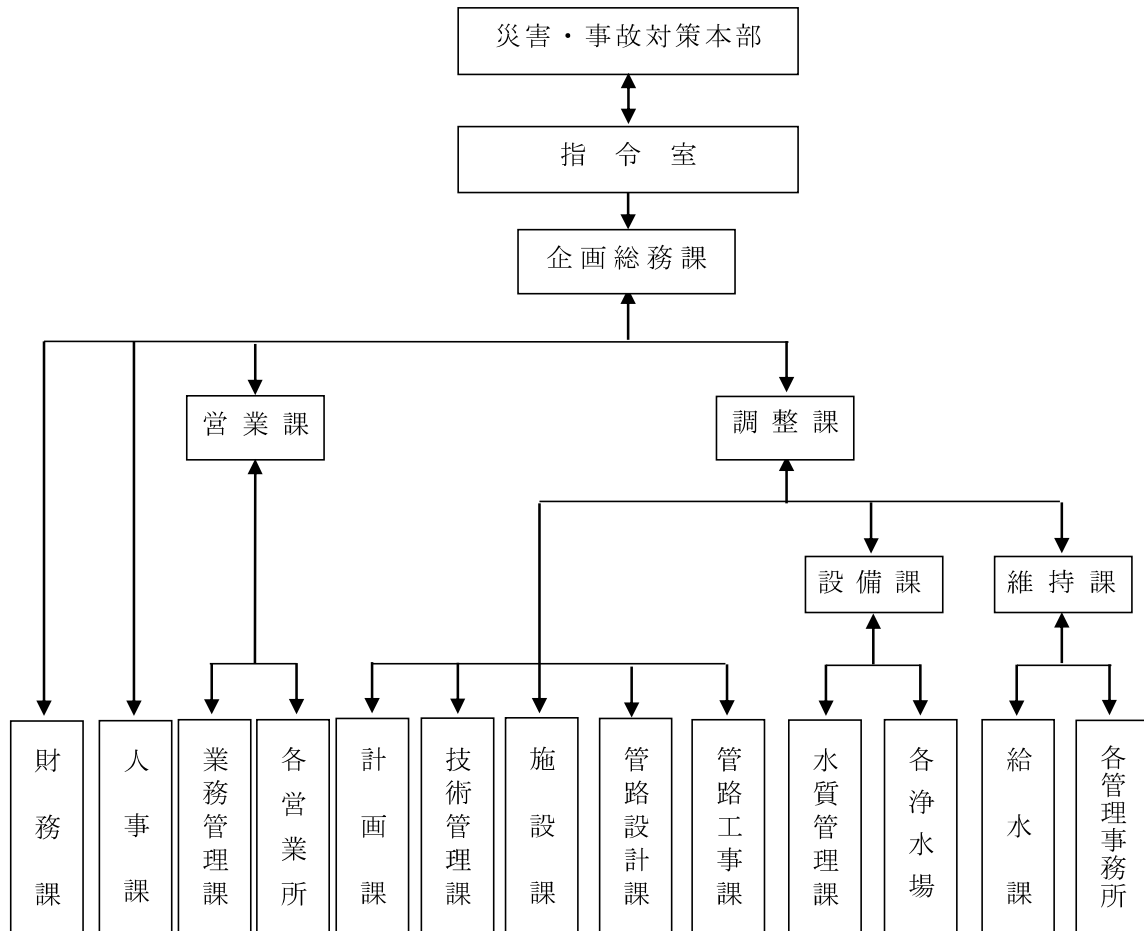 災害・事故対策本部
指令室
企画総務課
営業課
調整課
設備課
維持課
財務課
人事課
業務管理課
各営業所
計画課
技術管理課
施設課
管路設計課
管路工事課
水質管理課
各浄水場
給水課
各管理事務所